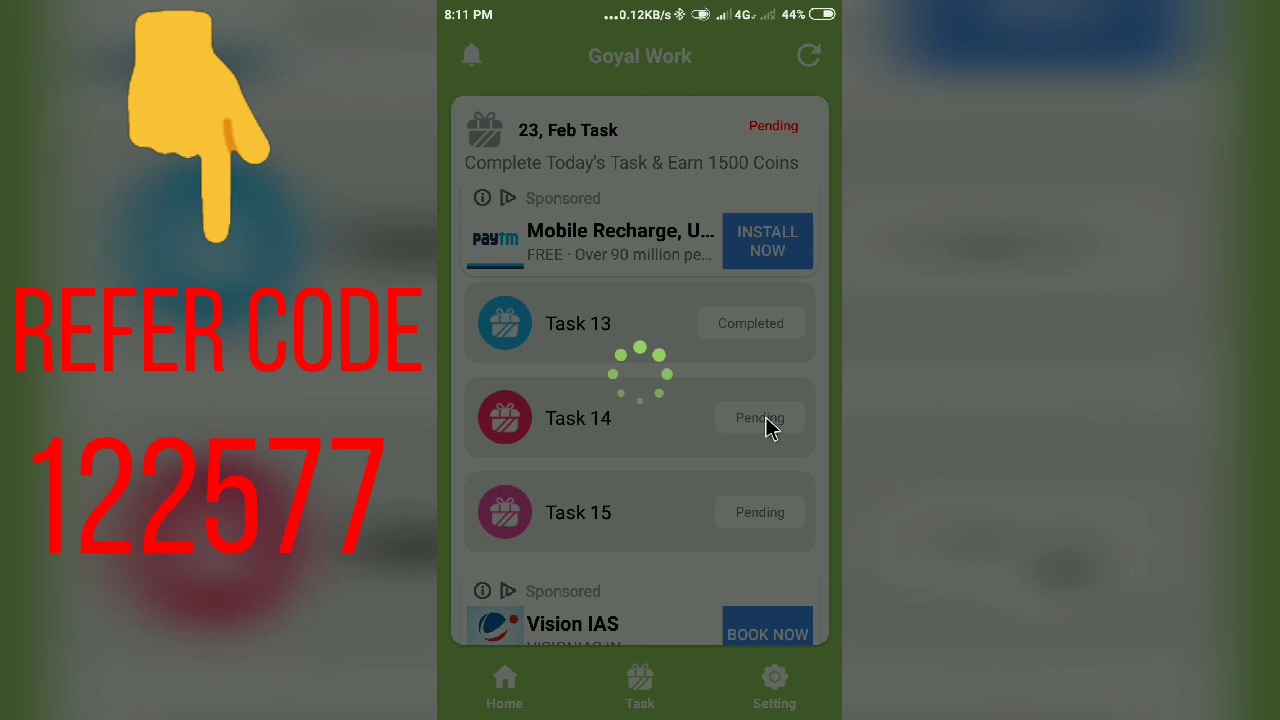 8:11 PM
...0.12KB/s 4G 44%
Goyal Work
23, Feb Task
Pending
Complete Today's Task & Earn 1500 Coins
Sponsored
paytm
Mobile Recharge, U...
FREE · Over 90 million pe...
INSTALL
NOW
Task 13
Completed
Task 14
Pending
Task 15
Pending
Sponsored
Vision IAS
VISIONIAS.IN
BOOK NOW
Home
Task
Setting
REFER CODE
122577